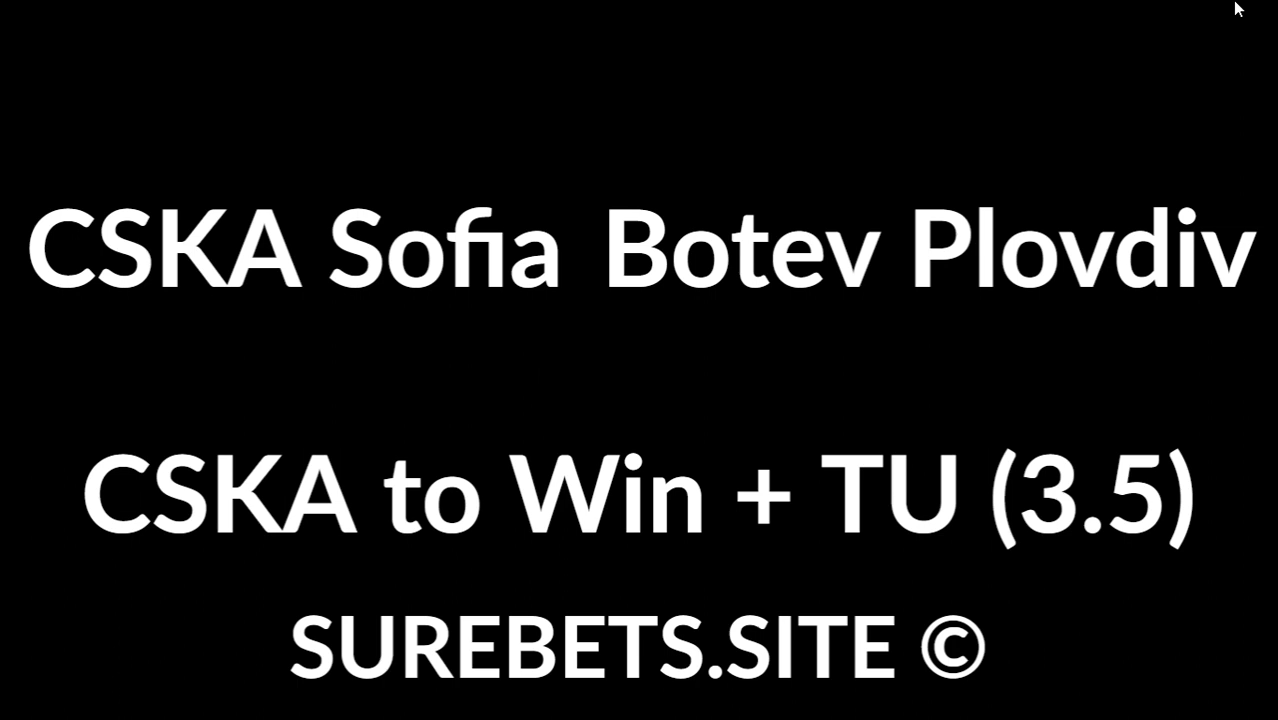 CSKA Sofia Botev Plovdiv
CSKA to Win + TU (3.5)
SUREBETS.SITE ©